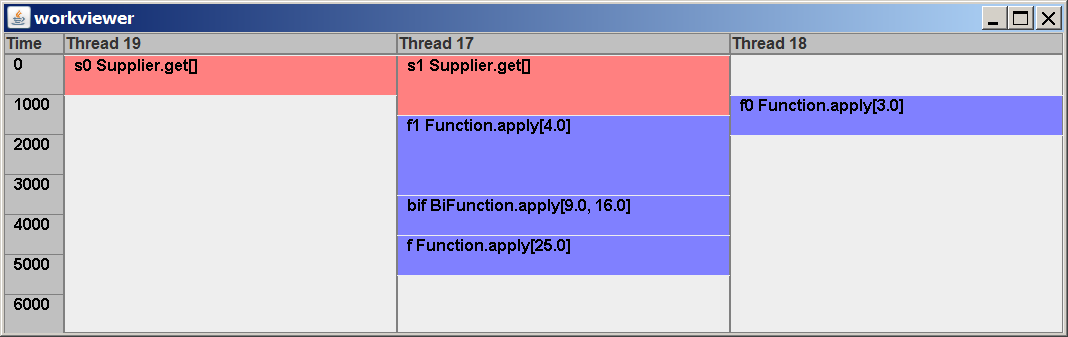 workviewer
Time Thread 19 Thread 17 Thread 18
0 s0 Supplier.get[] s1 Supplier.get[]
1000 f0 Function.apply[3.0]
f1 Function.apply[4.0]
2000
3000
bif BiFunction.apply[9.0, 16.0]
4000
f Function.apply[25.0]
5000
6000